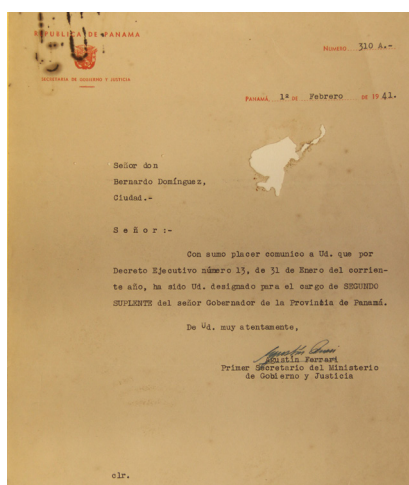 REPUBLICA DE PANAMA
SECRETARIA DE GOBIERNO Y JUSTICIA
NUMERO 310 A.-
PANAMÁ, 1º DE Febrero DE 1941.
Señor don
Bernardo Domínguez,
Ciudad.-
S e ñ o r :-
Con sumo placer comunico a Ud. que por
Decreto Ejecutivo número 13, de 31 de Enero del corrien-
te año, ha sido Ud. designado para el cargo de SEGUNDO
SUPLENTE del señor Gobernador de la Provincia de Panamá.
De Ud. muy atentamente,
Agustín Ferrari
Primer Secretario del Ministerio
de Gobierno y Justicia
clr.